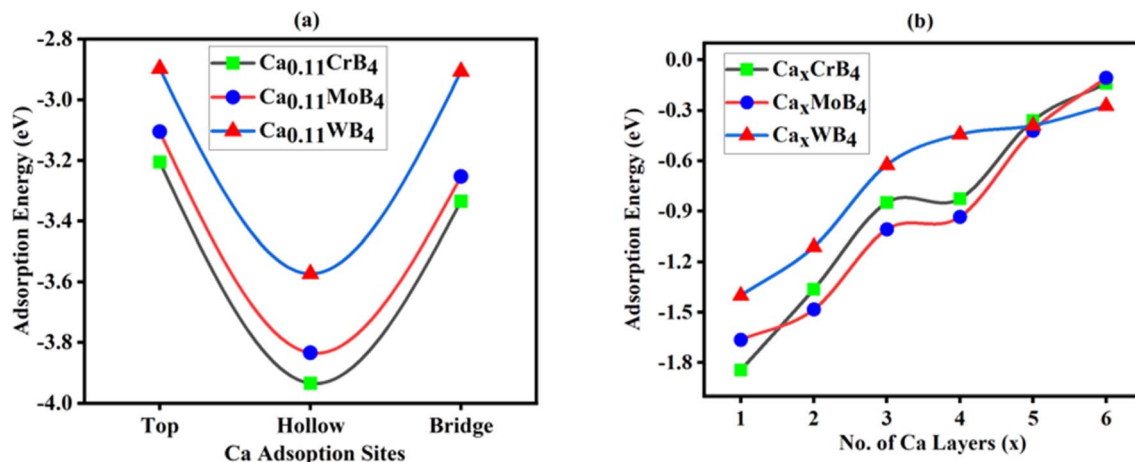 (a)
Adsorption Energy (eV)
-2.8
-3.0
-3.2
-3.4
-3.6
-3.8
-4.0
Ca0.11CrB4
Ca0.11MoB4
Ca0.11WB4
Top Hollow Bridge
Ca Adsoption Sites
(b)
Adsorption Energy (eV)
0.0
-0.3
-0.6
-0.9
-1.2
-1.5
-1.8
CaxCrB4
CaxMoB4
CaxWB4
1 2 3 4 5 6
No. of Ca Layers (x)